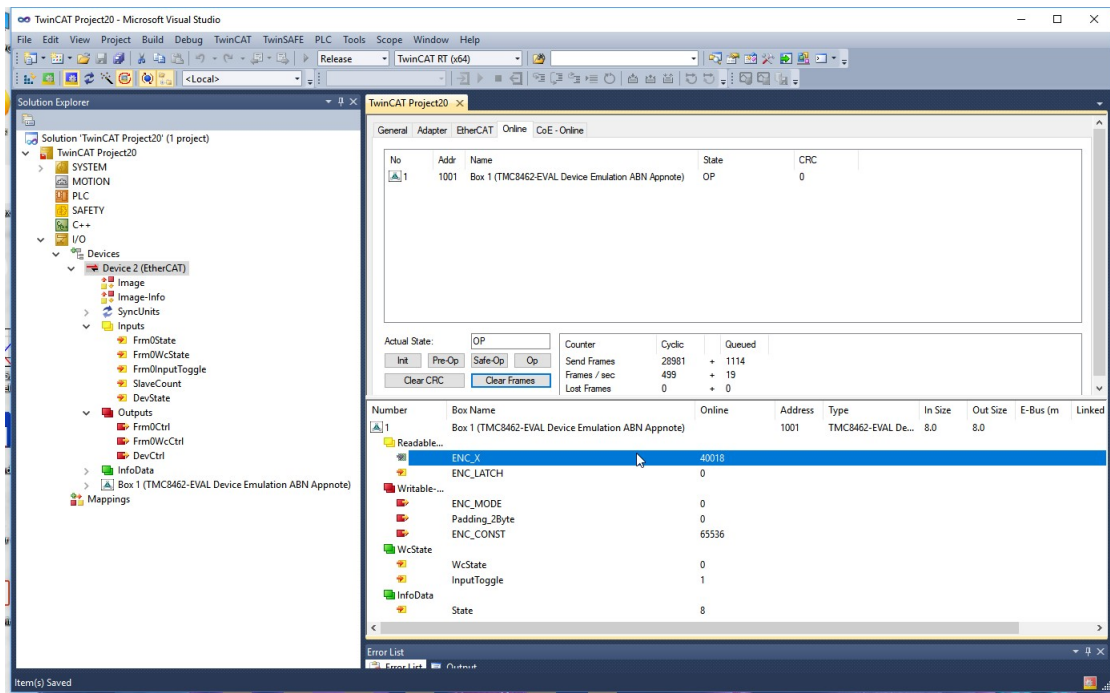 TwinCAT Project20 - Microsoft Visual Studio
File Edit View Project Build Debug TwinCAT TwinSAFE PLC Tools Scope Window Help
Release TwinCAT RT (x64)
<Local>
Solution Explorer
Solution 'TwinCAT Project20' (1 project)
TwinCAT Project20
SYSTEM
MOTION
PLC
SAFETY
C++
I/O
Devices
Device 2 (EtherCAT)
Image
Image-Info
SyncUnits
Inputs
Frm0State
Frm0WcState
Frm0InputToggle
SlaveCount
DevState
Outputs
Frm0Ctrl
Frm0WcCtrl
DevCtrl
InfoData
Box 1 (TMC8462-EVAL Device Emulation ABN Appnote)
Mappings
TwinCAT Project20
General Adapter EtherCAT Online CoE - Online
No Addr Name State CRC
1 1001 Box 1 (TMC8462-EVAL Device Emulation ABN Appnote) OP 0
Actual State: OP
Init Pre-Op Safe-Op Op
Clear CRC Clear Frames
Counter Cyclic Queued
Send Frames 28981 + 1114
Frames / sec 499 + 19
Lost Frames 0 + 0
Number Box Name Online Address Type In Size Out Size E-Bus (m Linked
1 Box 1 (TMC8462-EVAL Device Emulation ABN Appnote) 1001 TMC8462-EVAL De... 8.0 8.0
Readable...
ENC_X 40018
ENC_LATCH 0
Writable-...
ENC_MODE 0
Padding_2Byte 0
ENC_CONST 65536
WcState
WcState 0
InputToggle 1
InfoData
State 8
Error List
Error List Output
Item(s) Saved